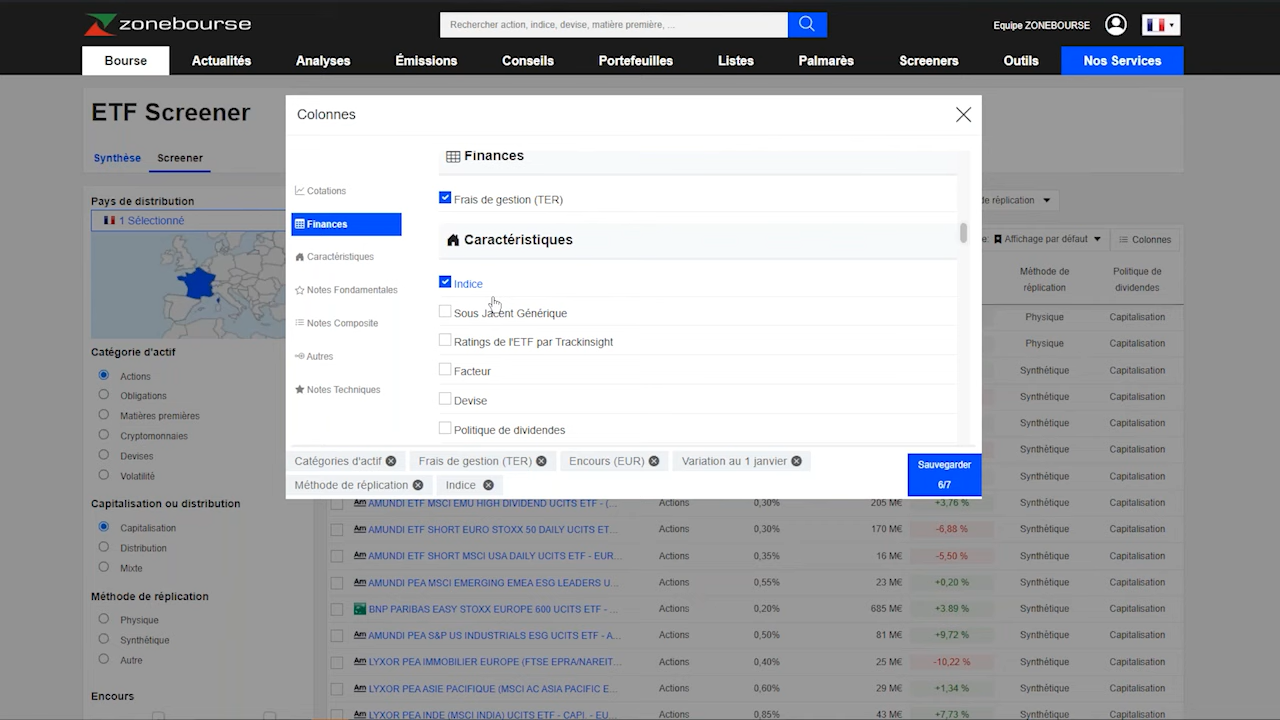 zonebourse
Rechercher action, indice, devise, matière première, ...
Equipe ZONEBOURSE
Bourse
Actualités
Analyses
Émissions
Conseils
Portefeuilles
Listes
Palmarès
Screeners
Outils
Nos Services
ETF Screener
Synthèse
Screener
Pays de distribution
1 Sélectionné
Catégorie d'actif
Actions
Obligations
Matières premières
Cryptomonnaies
Devises
Volatilité
Capitalisation ou distribution
Capitalisation
Distribution
Mixte
Méthode de réplication
Physique
Synthétique
Autre
Encours
Colonnes
Cotations
Finances
Caractéristiques
Notes Fondamentales
Notes Composite
Autres
Notes Techniques
Finances
Frais de gestion (TER)
Caractéristiques
Indice
Sous Jacent Générique
Ratings de l'ETF par Trackinsight
Facteur
Devise
Politique de dividendes
Catégories d'actif
Frais de gestion (TER)
Encours (EUR)
Variation au 1 janvier
Méthode de réplication
Indice
Sauvegarder
6/7
de réplication
Affichage par défaut
Colonnes
Méthode de réplication
Politique de dividendes
Physique Capitalisation
Synthétique Capitalisation
Synthétique Capitalisation
Synthétique Capitalisation
Synthétique Capitalisation
Synthétique Capitalisation
Physique Capitalisation
Am AMUNDI ETF MSCI EMU HIGH DIVIDEND UCITS ETF - (... Actions 0,30% 205 M€ +3,76 % Synthétique Capitalisation
Am AMUNDI ETF SHORT EURO STOXX 50 DAILY UCITS ET... Actions 0,30% 170 M€ -6,88 % Synthétique Capitalisation
Am AMUNDI ETF SHORT MSCI USA DAILY UCITS ETF - EUR... Actions 0,35% 16 M€ -5,50 % Synthétique Capitalisation
Am AMUNDI PEA MSCI EMERGING EMEA ESG LEADERS U... Actions 0,55% 23 M€ +0,20 % Synthétique Capitalisation
BNP PARIBAS EASY STOXX EUROPE 600 UCITS ETF - ... Actions 0,20% 685 M€ +3.89 % Synthétique Capitalisation
Am AMUNDI PEA S&P US INDUSTRIALS ESG UCITS ETF - A... Actions 0,50% 81 M€ +9,72 % Synthétique Capitalisation
Am LYXOR PEA IMMOBILIER EUROPE (FTSE EPRA/NAREIT... Actions 0,40% 25 M€ -10,22 % Synthétique Capitalisation
Am LYXOR PEA ASIE PACIFIQUE (MSCI AC ASIA PACIFIC E... Actions 0,60% 29 M€ +1,34 % Synthétique Capitalisation
Am LYXOR PEA INDE (MSCI INDIA) UCITS ETF - CAPI. - EU... Actions 0,85% 43 M€ +7,73 % Synthétique Capitalisation